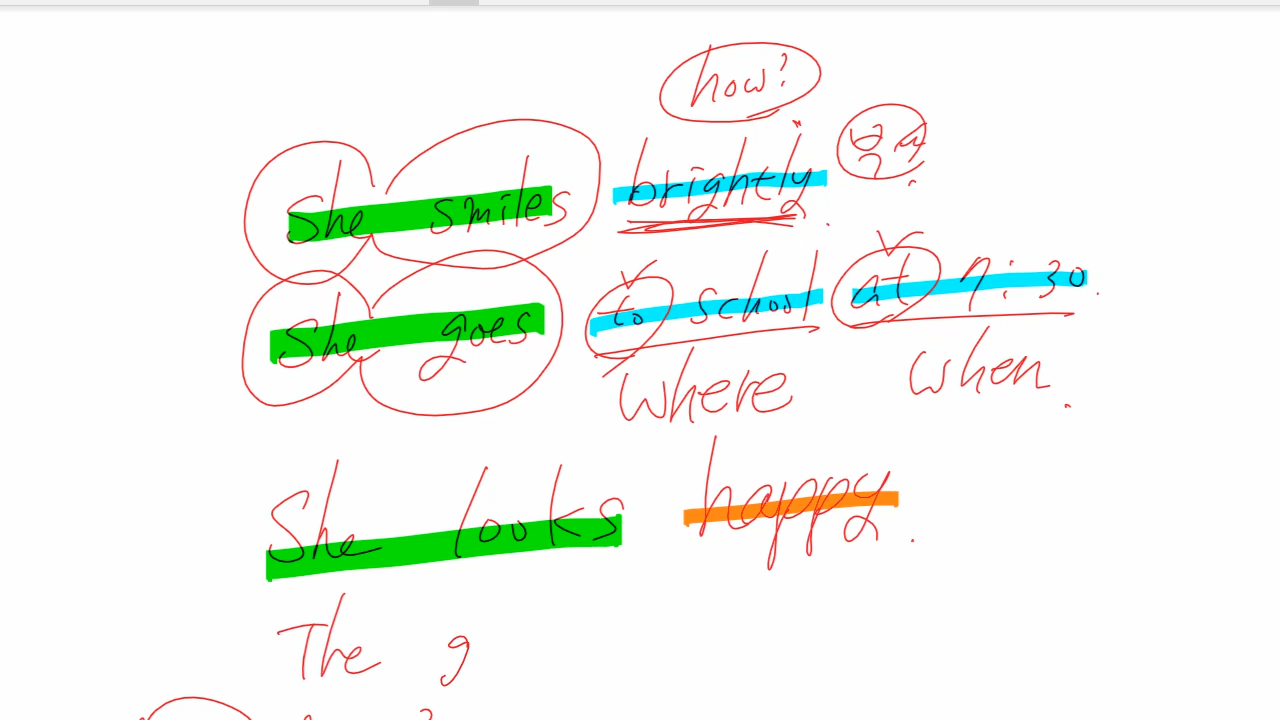 how?
She smiles brightly.
She goes to school at 7:30.
where when.
She looks happy.
The g